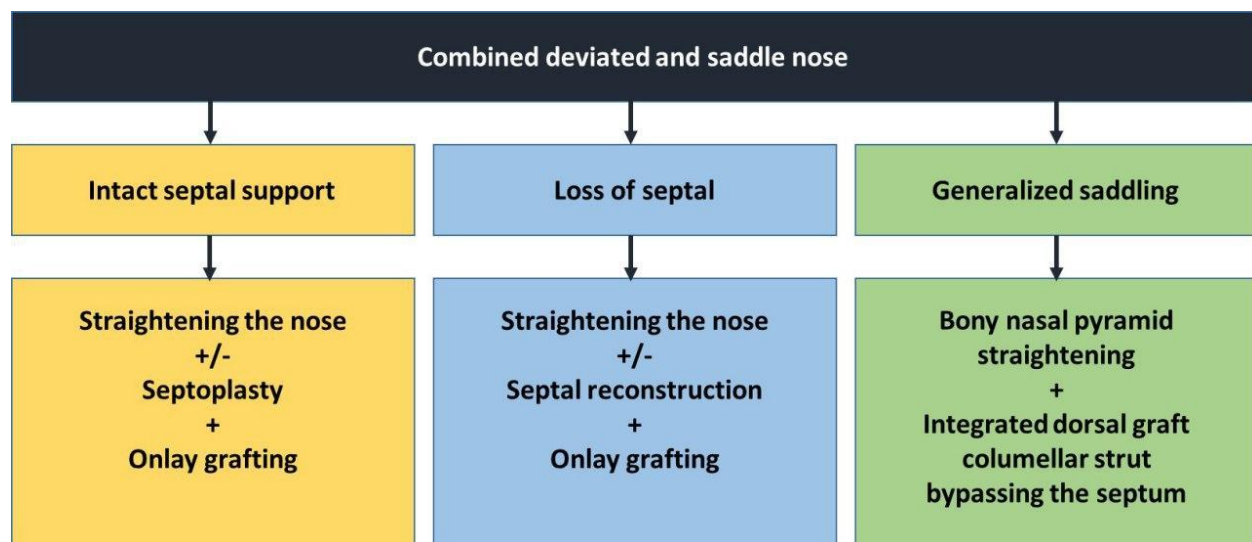 Combined deviated and saddle nose
Intact septal support
Loss of septal
Generalized saddling
Straightening the nose
+/-
Septoplasty
+
Onlay grafting
Straightening the nose
+/-
Septal reconstruction
+
Onlay grafting
Bony nasal pyramid
straightening
+
Integrated dorsal graft
columellar strut
bypassing the septum